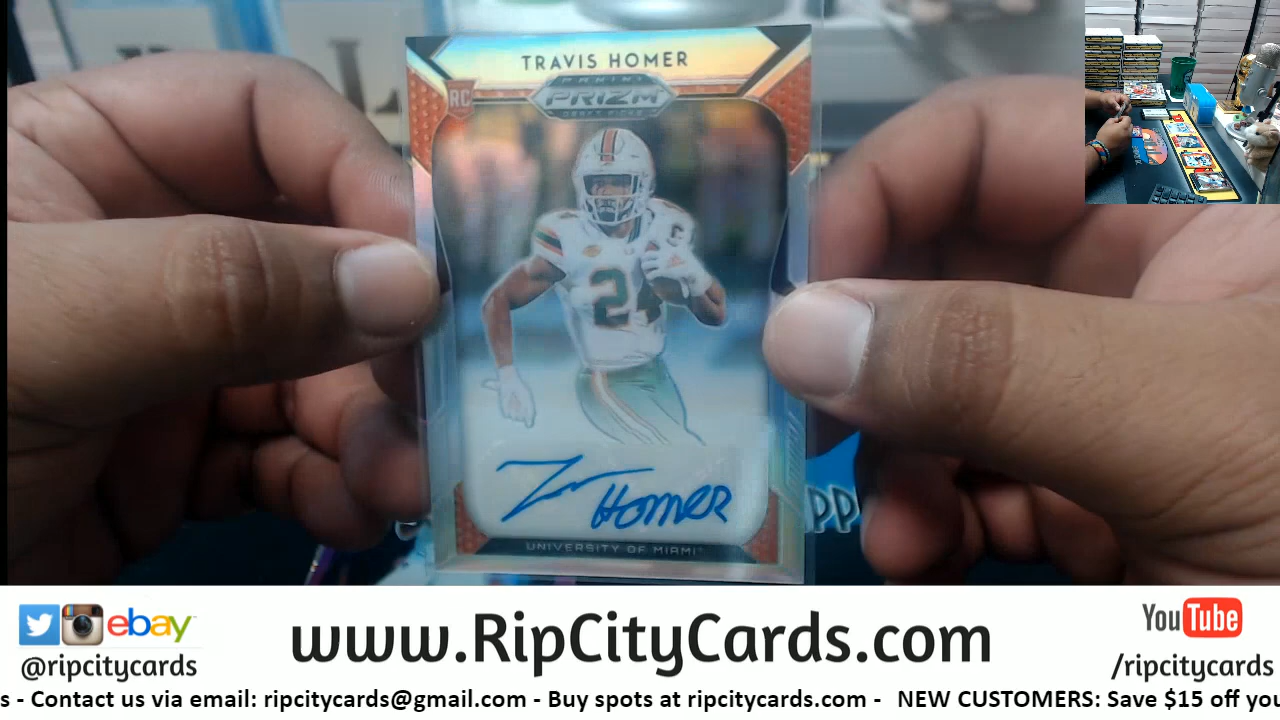 TRAVIS HOMER
PANINI
RC
PRIZM
DRAFT PICKS
C
24
Homer
UNIVERSITY OF MIAMI
ebay
www.RipCityCards.com
YouTube
@ripcitycards
/ripcitycards
s - Contact us via email: ripcitycards@gmail.com - Buy spots at ripcitycards.com - NEW CUSTOMERS: Save $15 off you